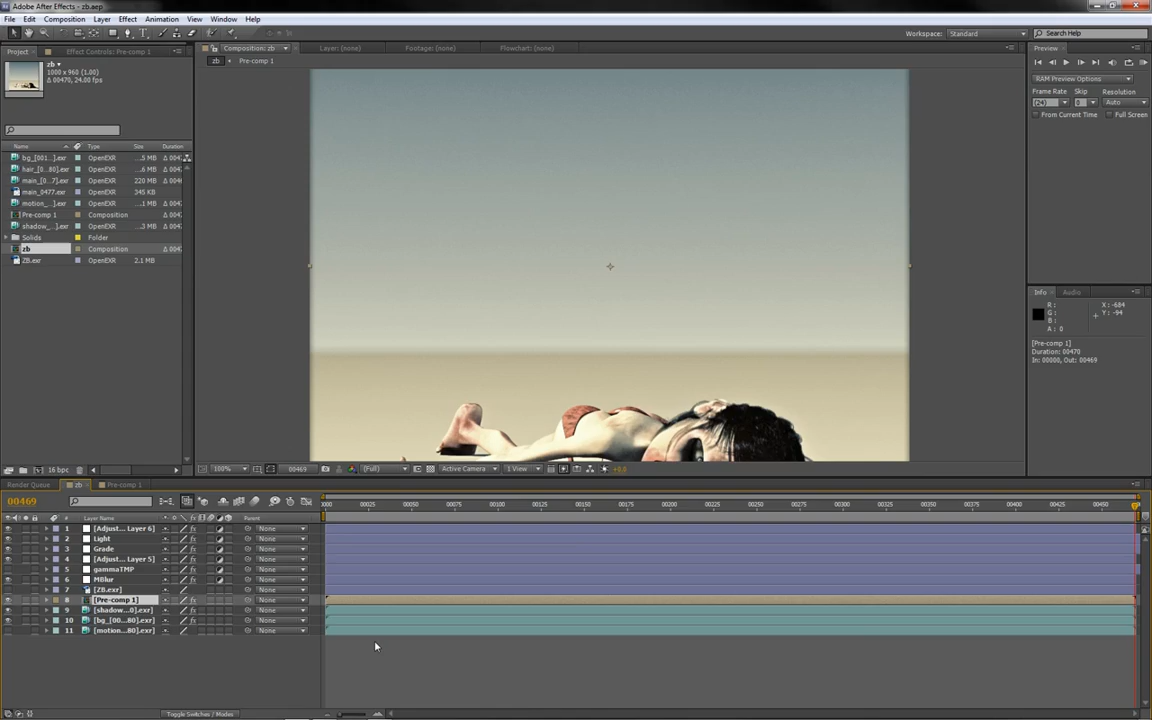 Adobe After Effects - zb.aep
File Edit Composition Layer Effect Animation View Window Help
Workspace: Standard Search Help
Project Effect Controls: Pre-comp 1 Composition: zb Layer: (none) Footage: (none) Flowchart: (none) Preview
zb Pre-comp 1
zb
1000 x 960 (1.00)
Δ 00470, 24.00 fps
RAM Preview Options
Frame Rate Skip Resolution
(24) 0 Auto
From Current Time Full Screen
Name Type Size Duration
bg_[001...].exr OpenEXR ...5 MB Δ 004
hair_[0...80].exr OpenEXR ...6 MB Δ 004
main_[0...7].exr OpenEXR 220 MB Δ 004
main_0477.exr OpenEXR 345 KB
motion_...].exr OpenEXR ...1 MB Δ 004
Pre-comp 1 Composition Δ 004
shadow_...].exr OpenEXR ...3 MB Δ 004
Solids Folder
zb Composition Δ 004
ZB.exr OpenEXR 2.1 MB
Info Audio
R : X : -684
G : Y : -94
B :
A : 0
[Pre-comp 1]
Duration: 00470
In: 00000, Out: 00469
16 bpc
100% 00469 (Full) Active Camera 1 View +0.0
Render Queue zb Pre-comp 1
00469
0000 00025 00050 00075 00100 00125 00150 00175 00200 00225 00250 00275 00300 00325 00350 00375 00400 00425 00450
# Layer Name Parent
1 [Adjust... Layer 6] None
2 Light None
3 Grade None
4 [Adjust... Layer 5] None
5 gammaTMP None
6 MBlur None
7 [ZB.exr] None
8 [Pre-comp 1] None
9 [shadow...0].exr] None
10 [bg_[00...80].exr] None
11 [motion...80].exr] None
Toggle Switches / Modes